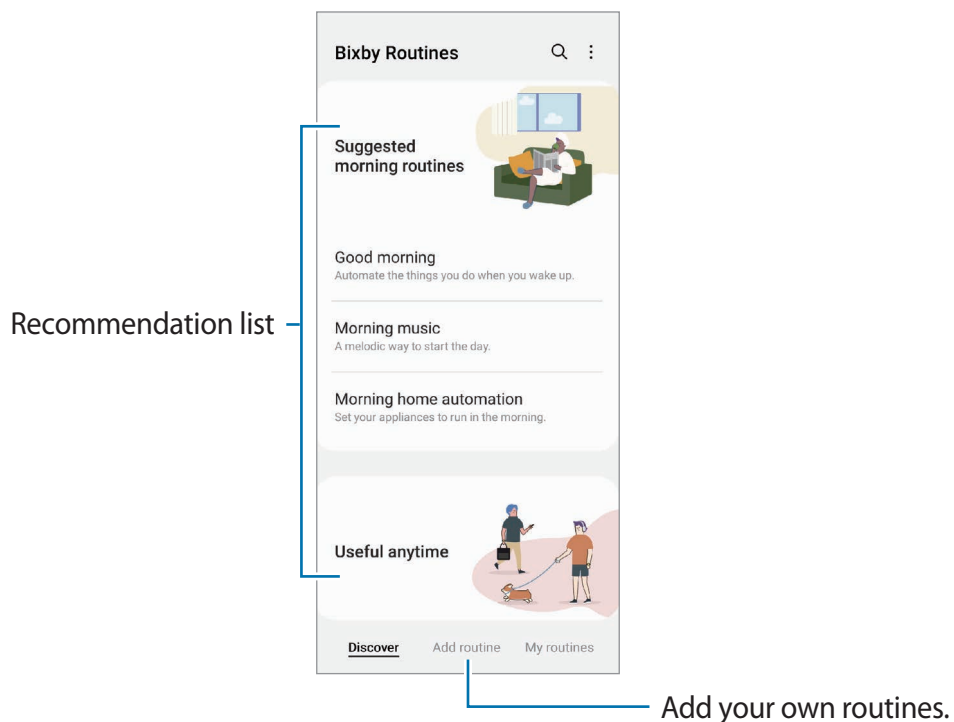 Bixby Routines
Suggested
morning routines
Good morning
Automate the things you do when you wake up.
Recommendation list
Morning music
A melodic way to start the day.
Morning home automation
Set your appliances to run in the morning.
Useful anytime
Discover Add routine My routines
Add your own routines.